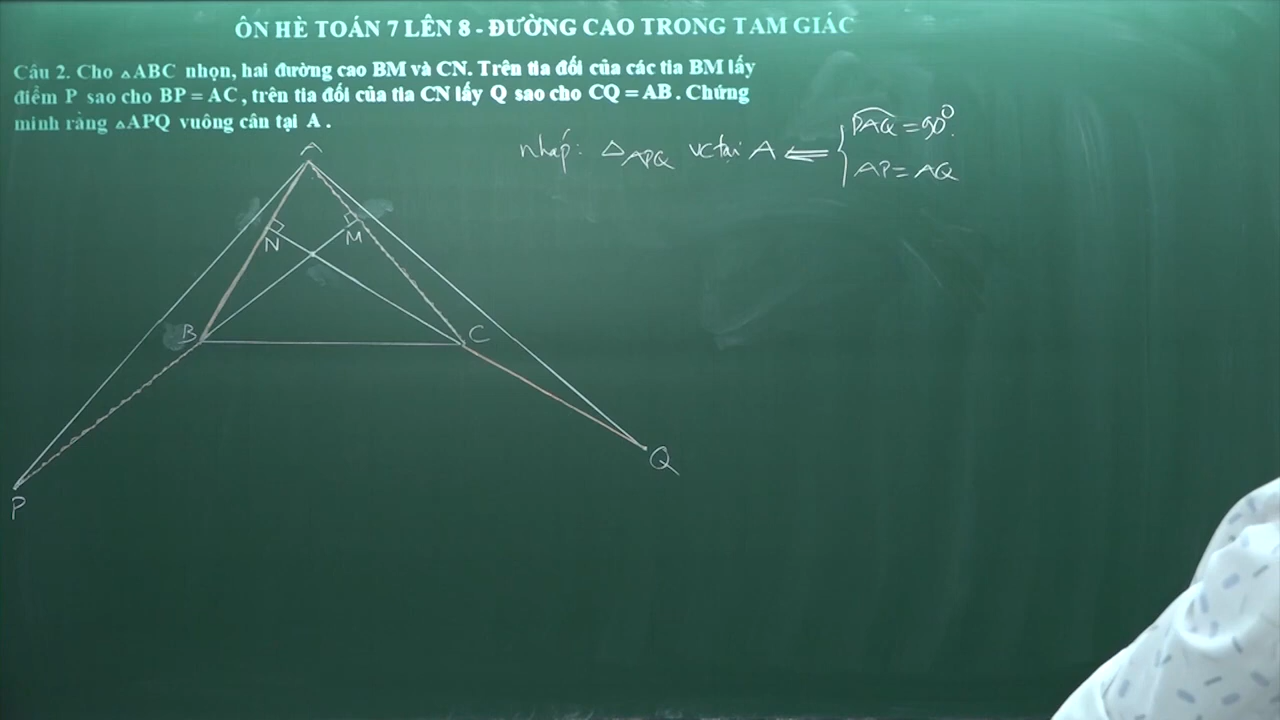 ÔN HÈ TOÁN 7 LÊN 8 - ĐƯỜNG CAO TRONG TAM GIÁC
Câu 2. Cho △ABC nhọn, hai đường cao BM và CN. Trên tia đối của các tia BM lấy
điểm P sao cho BP = AC, trên tia đối của tia CN lấy Q sao cho CQ = AB. Chứng
minh rằng △APQ vuông cân tại A.
nháp: △APQ vc tại A ⇐ { PAQ = 90°.
AP = AQ
A
N
M
B
C
P
Q